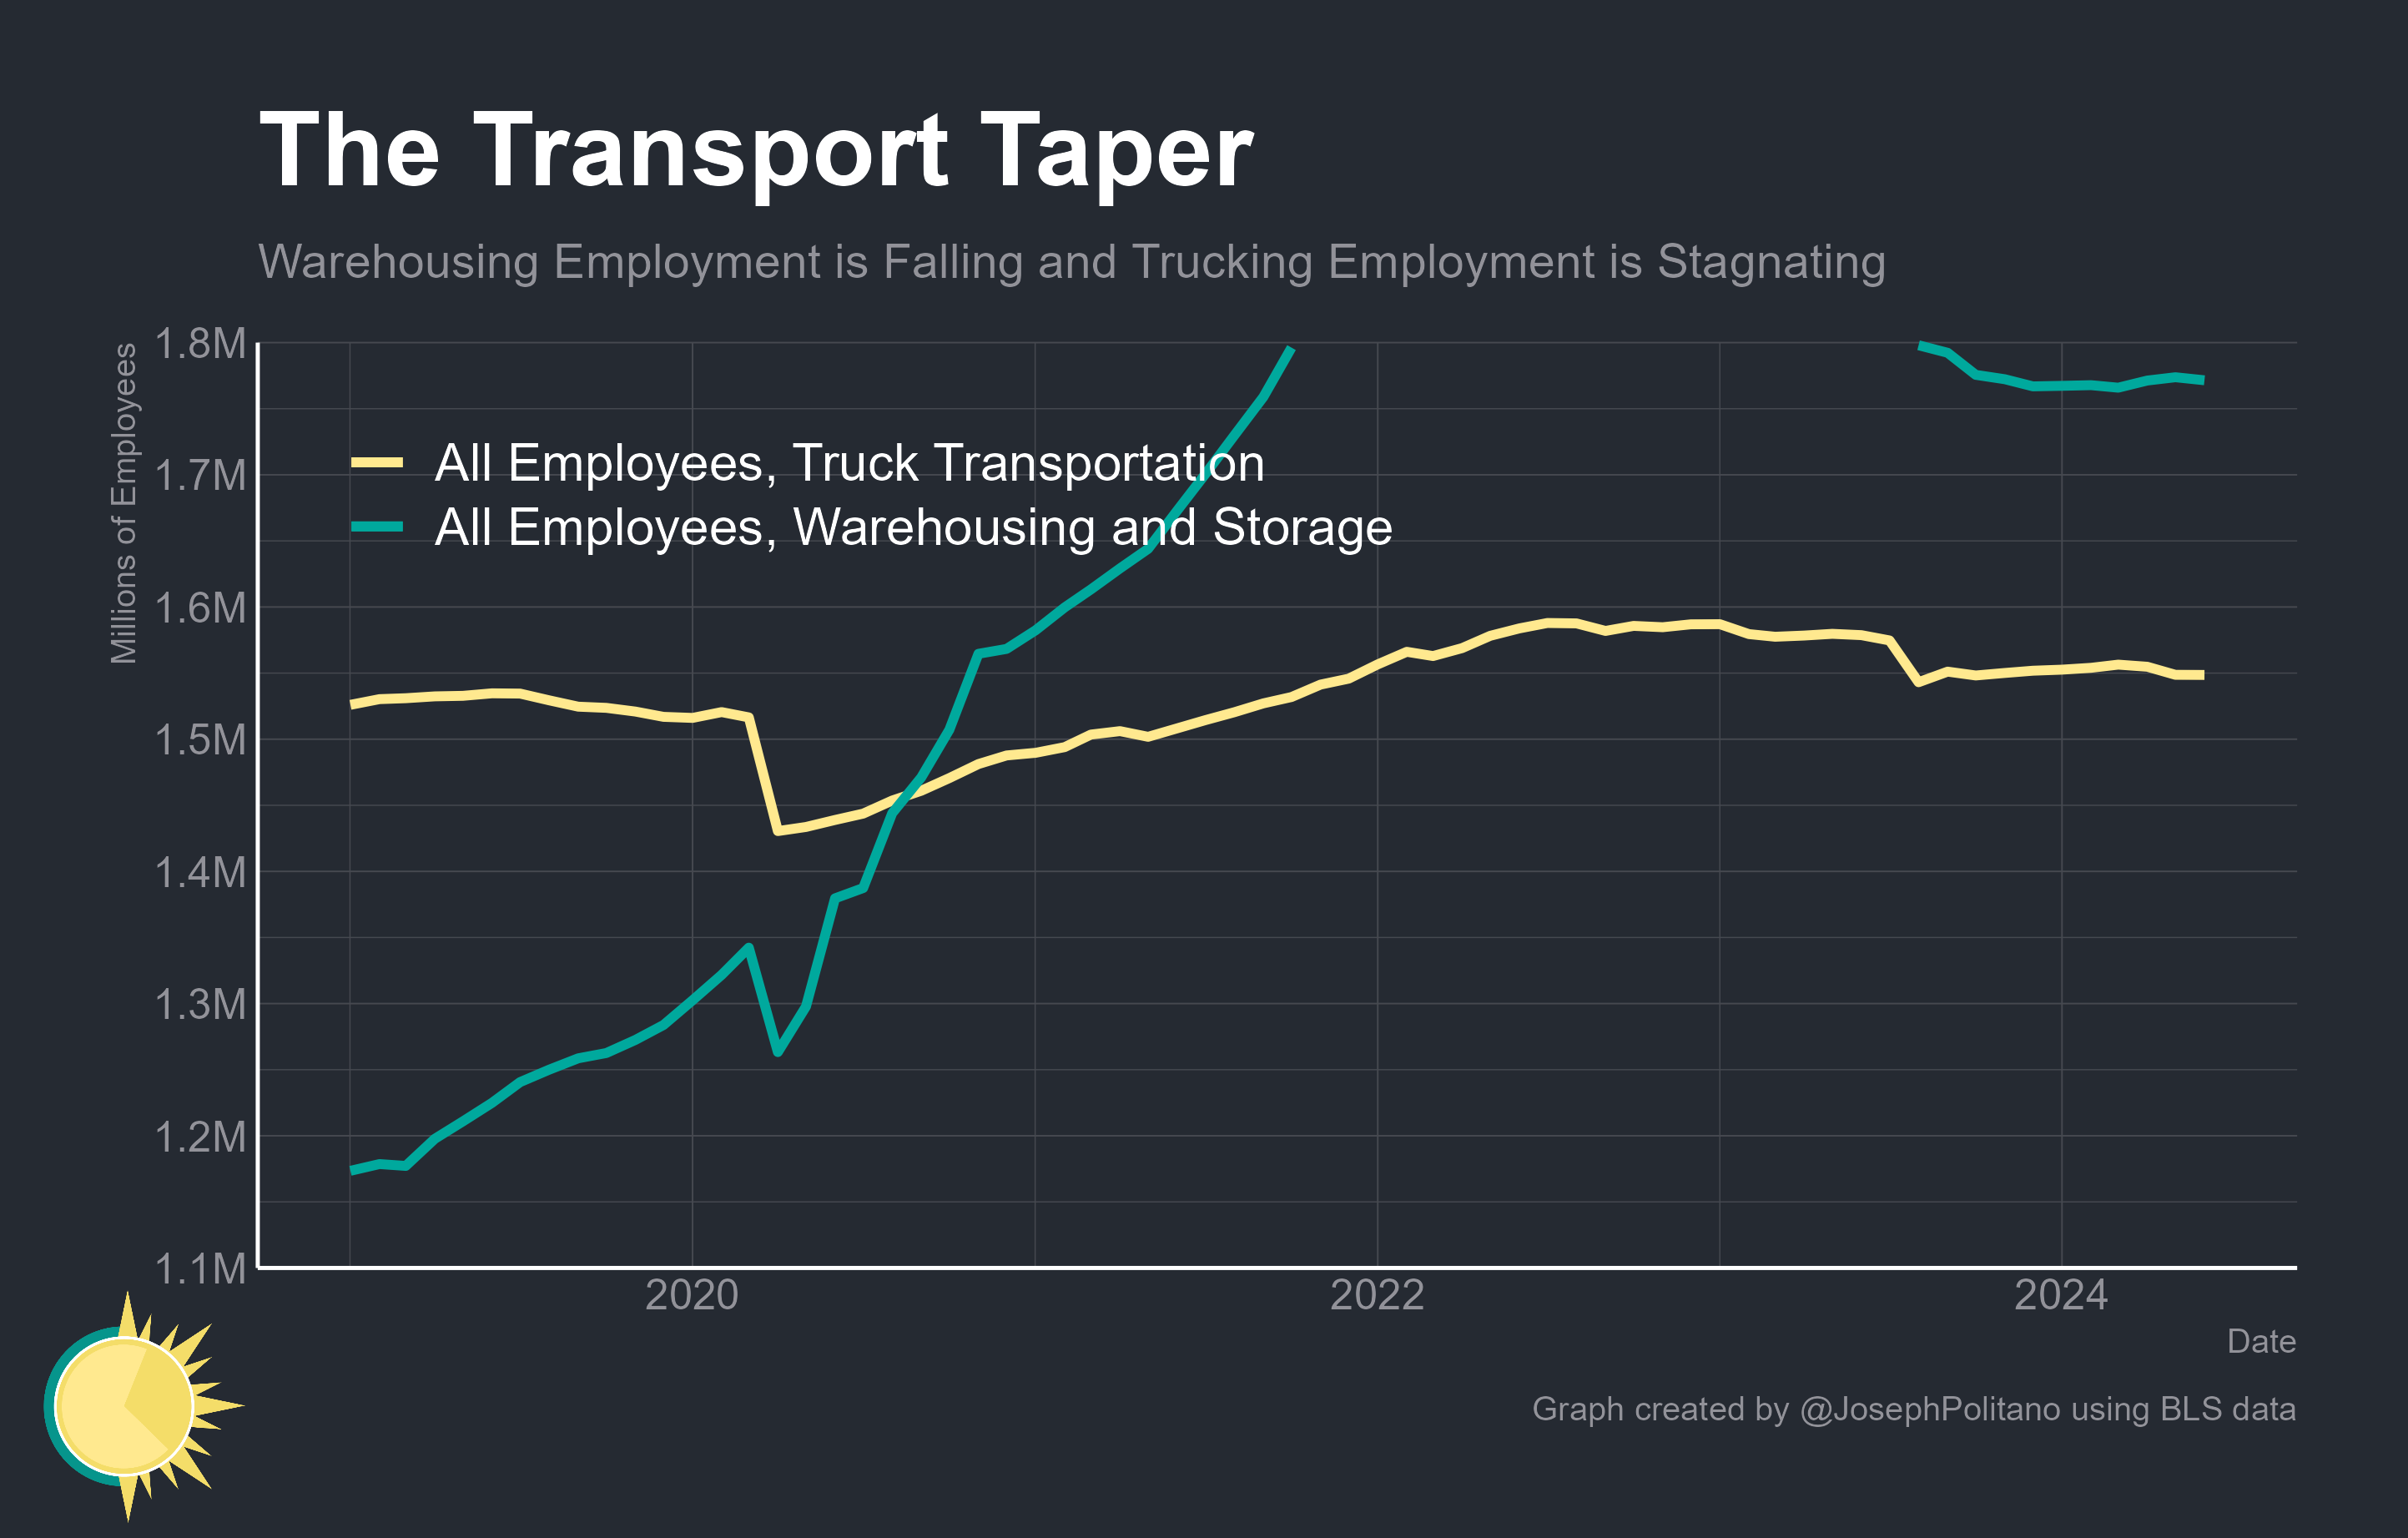 The Transport Taper
Warehousing Employment is Falling and Trucking Employment is Stagnating
Millions of Employees
1.8M
1.7M
1.6M
1.5M
1.4M
1.3M
1.2M
1.1M
All Employees, Truck Transportation
All Employees, Warehousing and Storage
2020
2022
2024
Date
Graph created by @JosephPolitano using BLS data